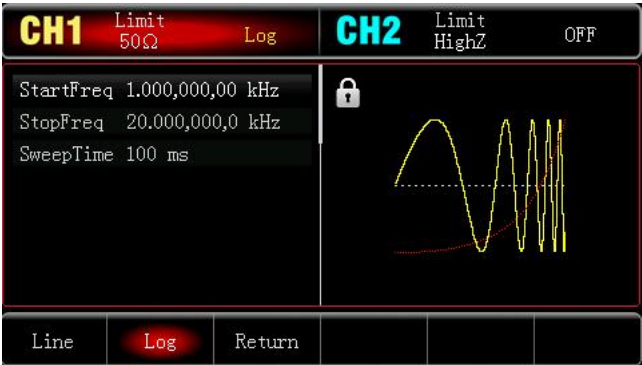 CH1 Limit 50Ω Log CH2 Limit HighZ OFF
StartFreq 1.000,000,00 kHz
StopFreq 20.000,000,0 kHz
SweepTime 100 ms
Line Log Return